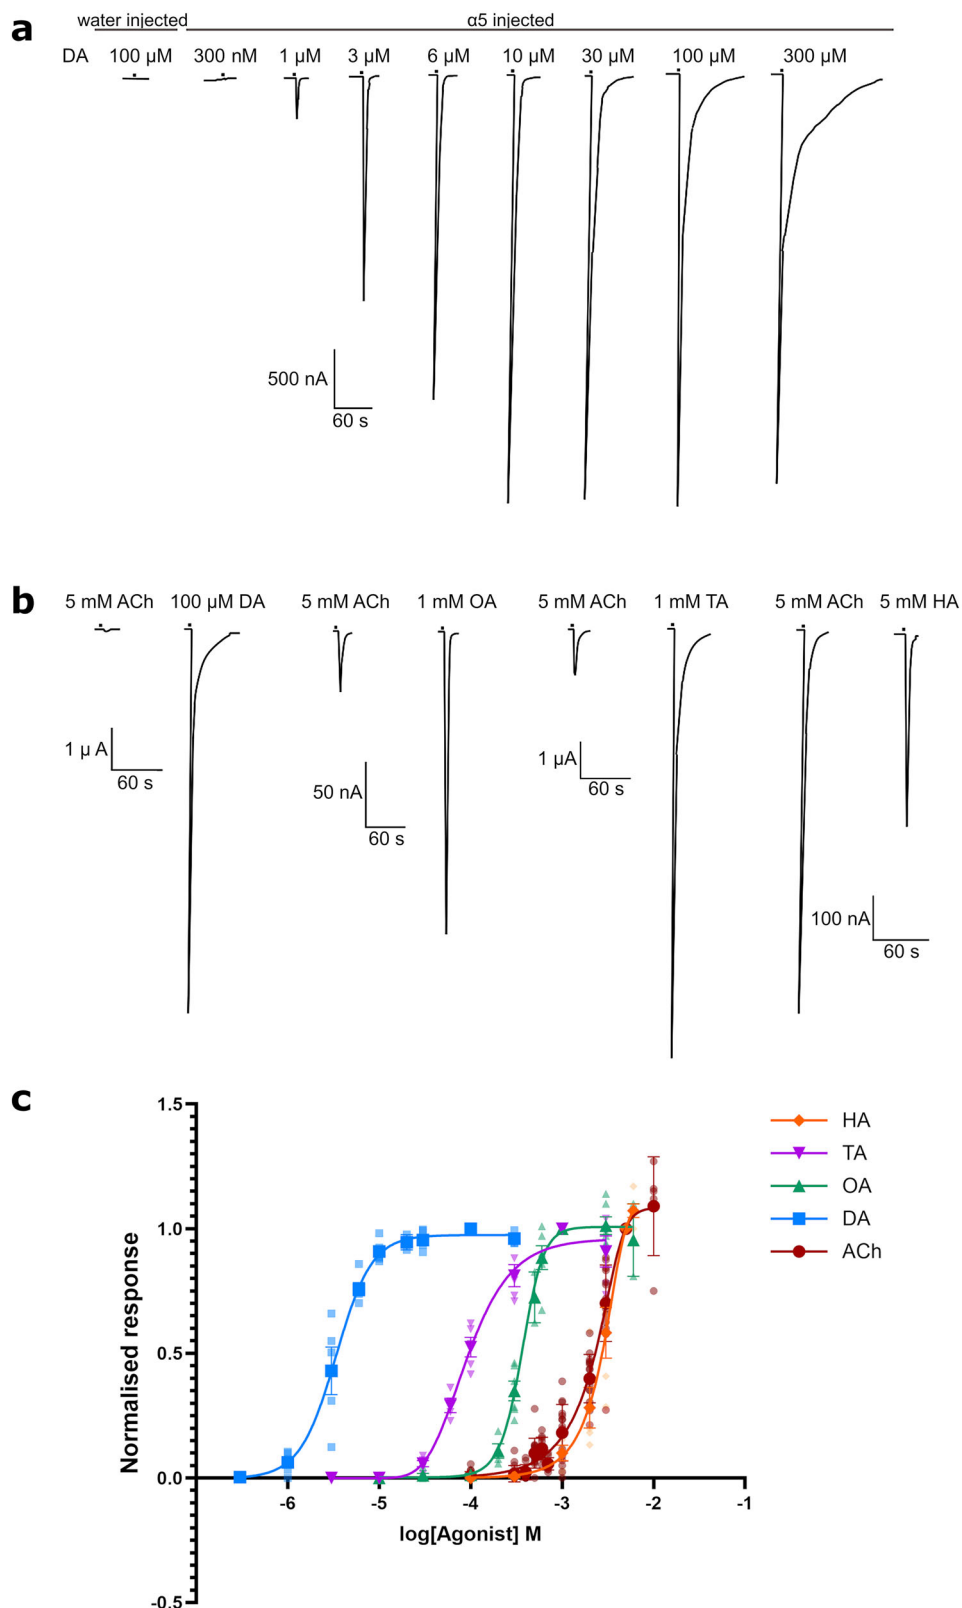 a
water injected α5 injected
DA 100 μM 300 nM 1 μM 3 μM 6 μM 10 μM 30 μM 100 μM 300 μM
500 nA
60 s
b
5 mM ACh 100 μM DA 5 mM ACh 1 mM OA 5 mM ACh 1 mM TA 5 mM ACh 5 mM HA
1 μ A
60 s
50 nA
60 s
1 μA
60 s
100 nA
60 s
c
1.5
1.0
0.5
0.0
-0.5
Normalised response
-6 -5 -4 -3 -2 -1
log[Agonist] M
HA
TA
OA
DA
ACh